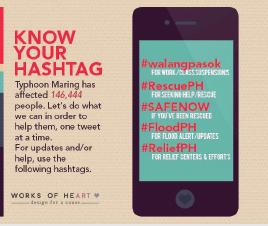 KNOW
YOUR
HASHTAG
Typhoon Maring has
affected 146,444
people. Let's do what
we can in order to
help them, one tweet
at a time.
For updates and/or
help, use the
following hashtags.
WORKS OF HEART
design for a cause
#walangpasok
FOR WORK/CLASS SUSPENSIONS
#RescuePH
FOR SEEKING HELP/RESCUE
#SAFENOW
IF YOU'VE BEEN RESCUED
#FloodPH
FOR FLOOD ALERT/UPDATES
#ReliefPH
FOR RELIEF CENTERS & EFFORTS